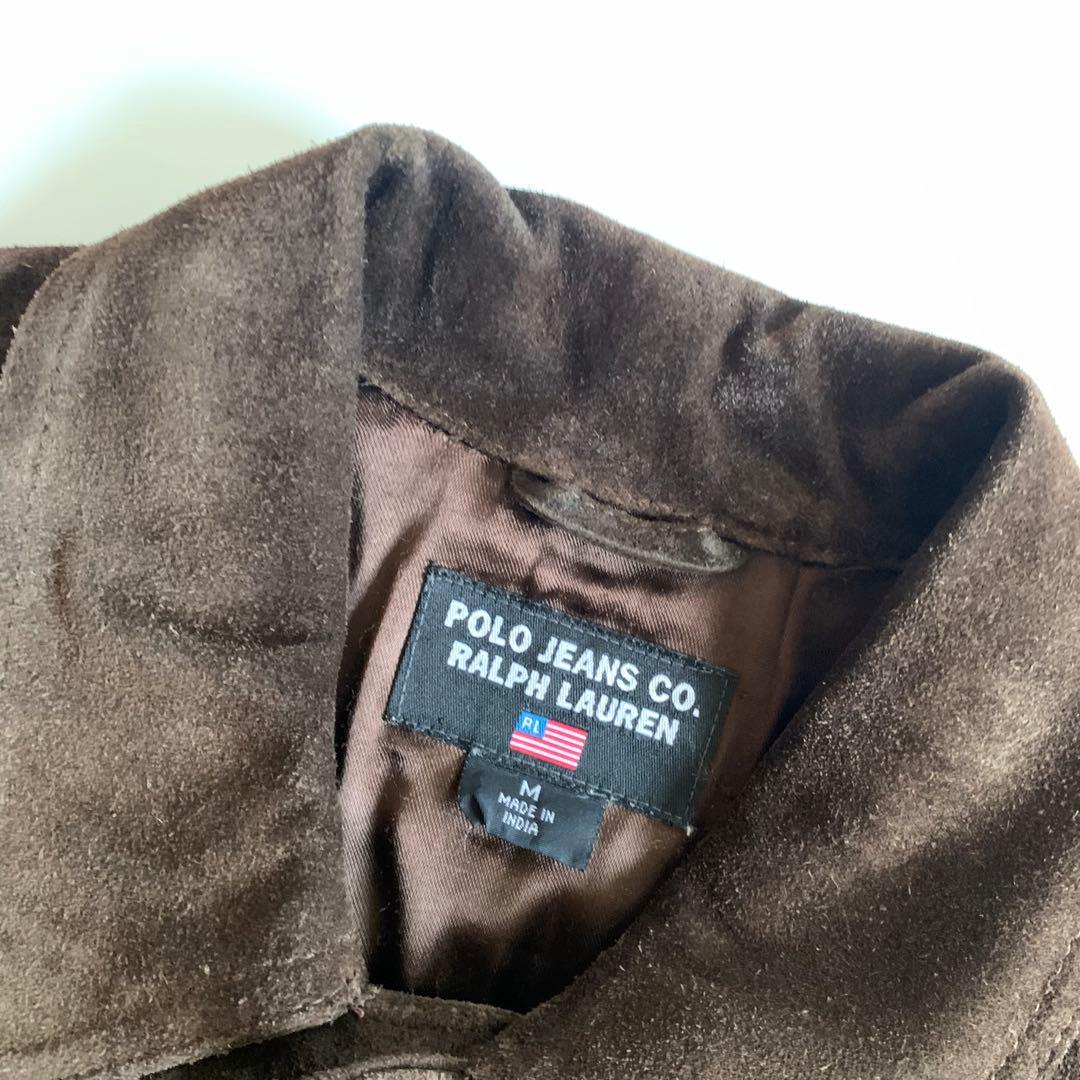 POLO JEANS CO.
RALPH LAUREN
RL
M
MADE IN
INDIA